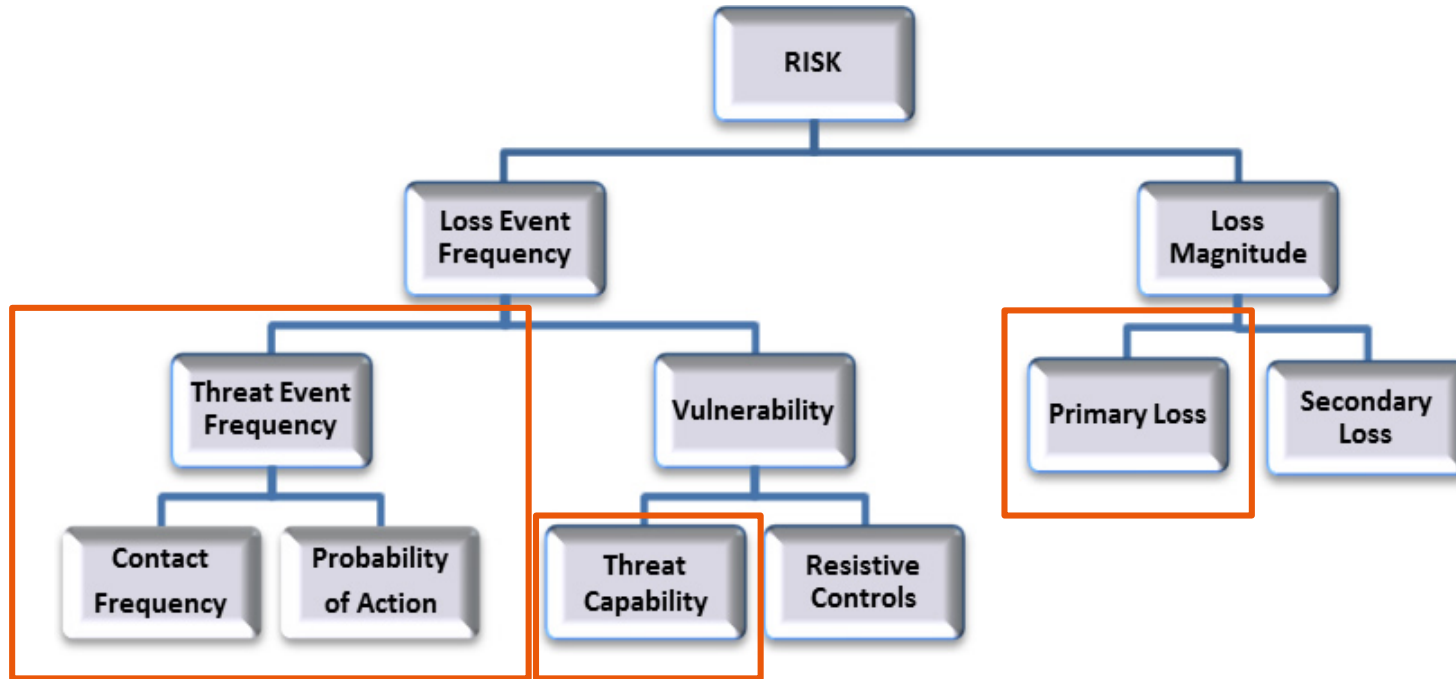 RISK
Loss Event
Frequency
Loss
Magnitude
Threat Event
Frequency
Vulnerability
Primary Loss
Secondary
Loss
Contact
Frequency
Probability
of Action
Threat
Capability
Resistive
Controls